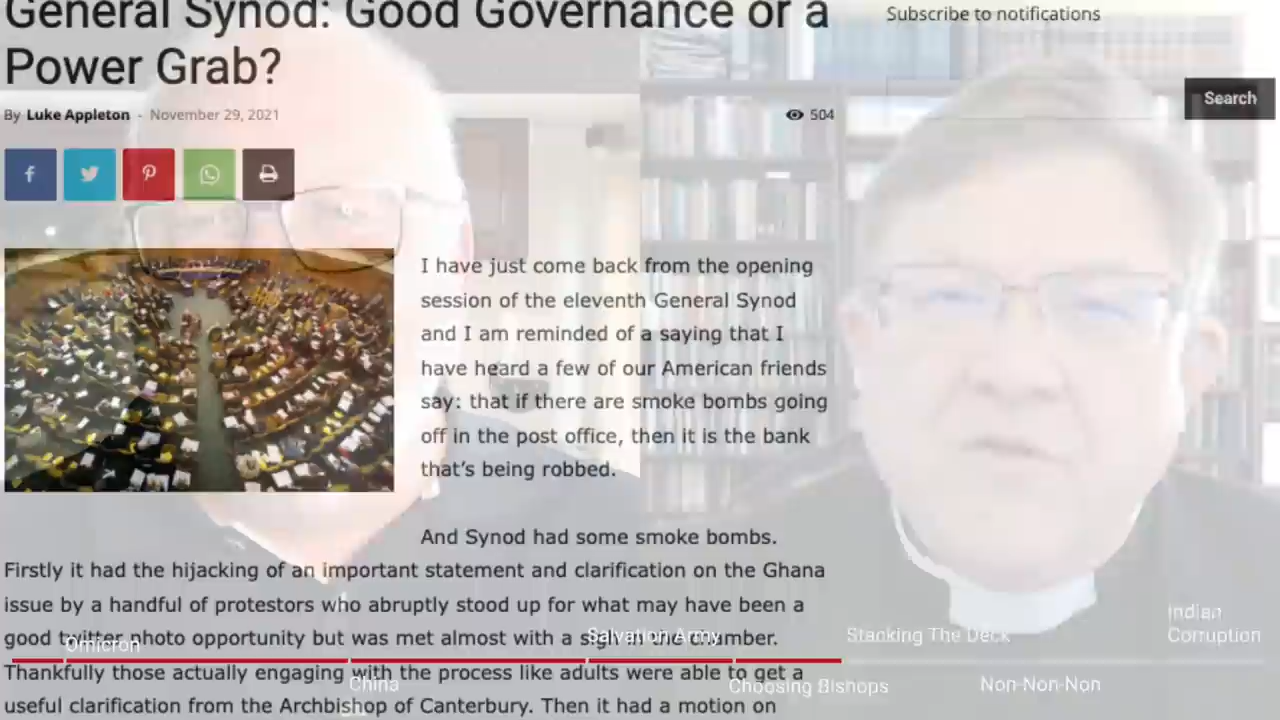 General Synod: Good Governance or a
Power Grab?
Subscribe to notifications
Search
By Luke Appleton - November 29, 2021
504
I have just come back from the opening
session of the eleventh General Synod
and I am reminded of a saying that I
have heard a few of our American friends
say: that if there are smoke bombs going
off in the post office, then it is the bank
that's being robbed.
And Synod had some smoke bombs.
Firstly it had the hijacking of an important statement and clarification on the Ghana
issue by a handful of protestors who abruptly stood up for what may have been a
good twitter photo opportunity but was met almost with a sigh in the chamber.
Thankfully those actually engaging with the process like adults were able to get a
useful clarification from the Archbishop of Canterbury. Then it had a motion on
Omicron
China
Salvation Army
Choosing Bishops
Stacking The Deck
Non-Non-Non
Indian
Corruption